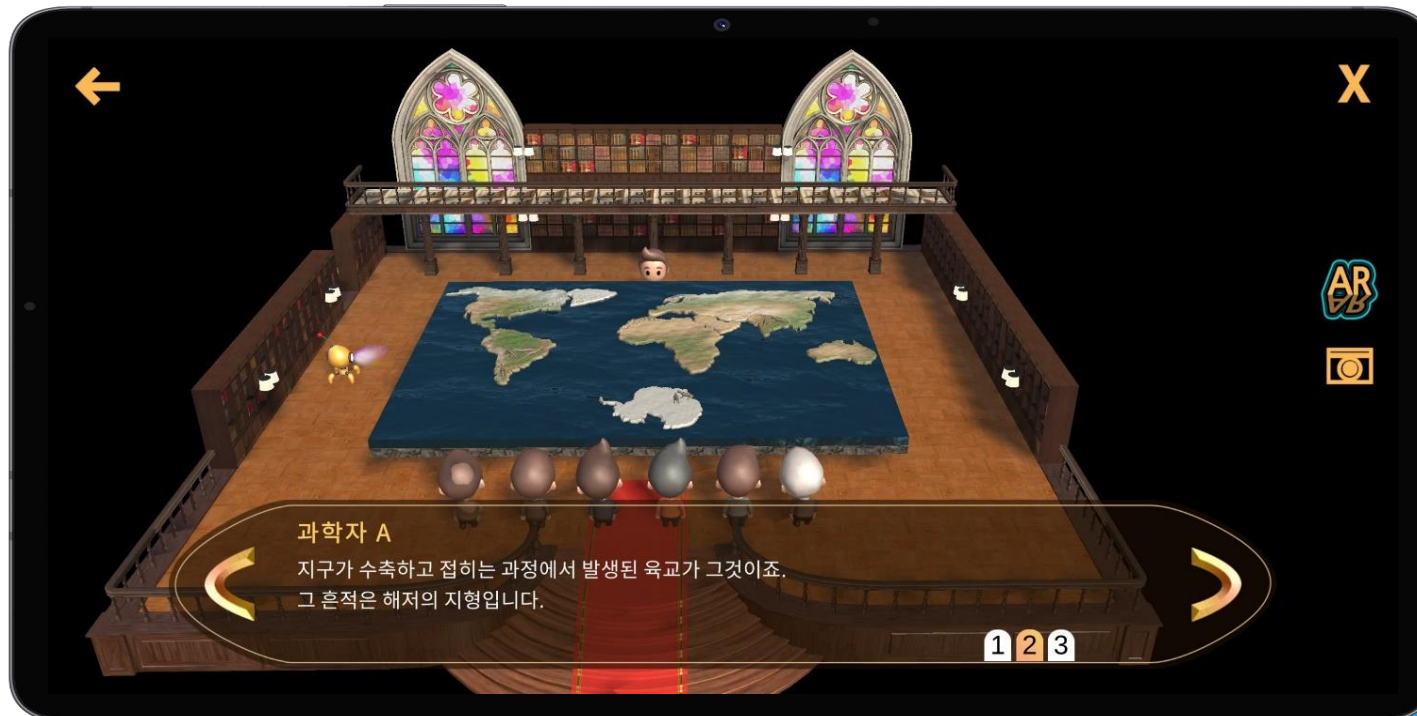 X
AR
과학자 A
지구가 수축하고 접히는 과정에서 발생된 육교가 그것이죠.
그 흔적은 해저의 지형입니다.
1 2 3